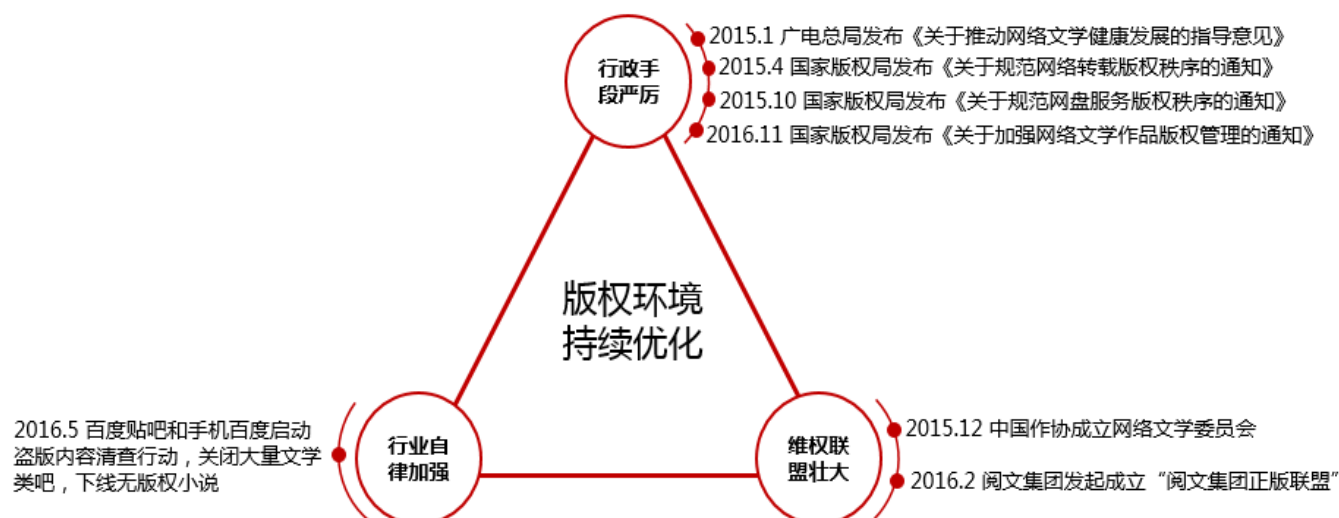 行政手
段严厉
2015.1 广电总局发布《关于推动网络文学健康发展的指导意见》
2015.4 国家版权局发布《关于规范网络转载版权秩序的通知》
2015.10 国家版权局发布《关于规范网盘服务版权秩序的通知》
2016.11 国家版权局发布《关于加强网络文学作品版权管理的通知》
版权环境
持续优化
2016.5 百度贴吧和手机百度启动
盗版内容清查行动，关闭大量文学
类吧，下线无版权小说
行业自
律加强
维权联
盟壮大
2015.12 中国作协成立网络文学委员会
2016.2 阅文集团发起成立“阅文集团正版联盟”